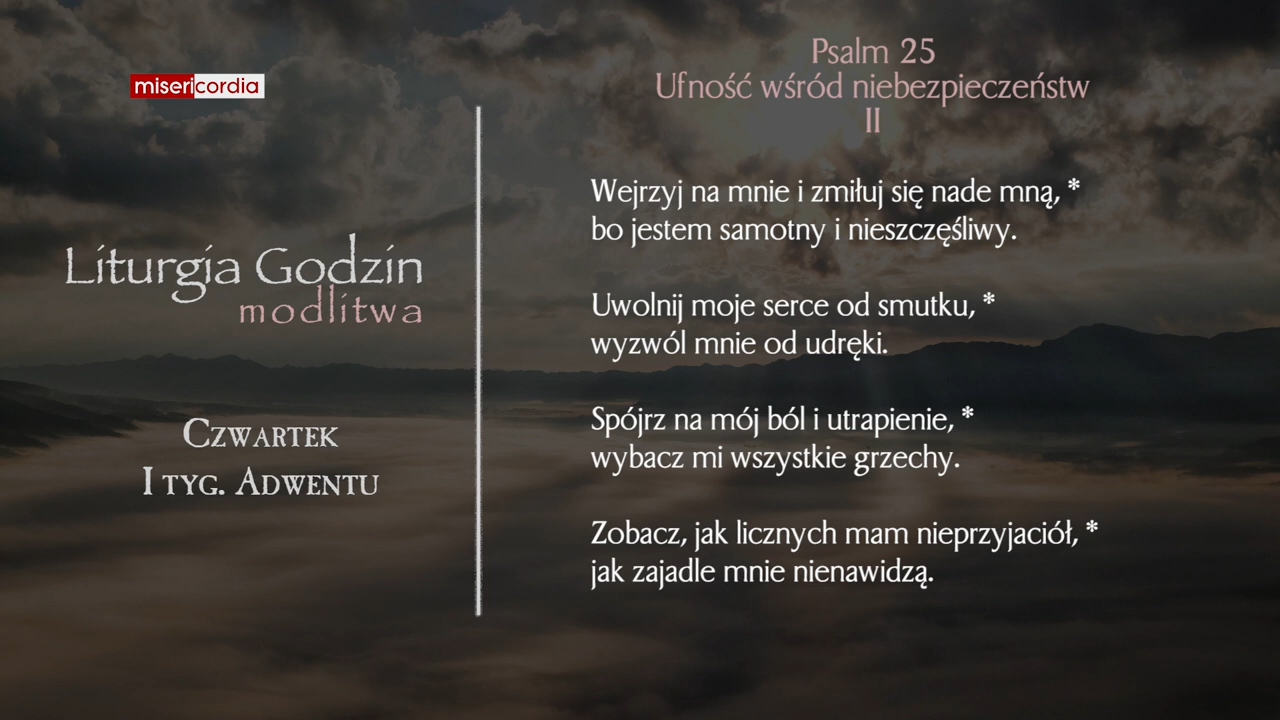 misericordia
Liturgia Godzin
modlitwa
Czwartek
I tyg. Adwentu
Psalm 25
Ufność wśród niebezpieczeństw
II
Wejrzyj na mnie i zmiłuj się nade mną, *
bo jestem samotny i nieszczęśliwy.
Uwolnij moje serce od smutku, *
wyzwól mnie od udręki.
Spójrz na mój ból i utrapienie, *
wybacz mi wszystkie grzechy.
Zobacz, jak licznych mam nieprzyjaciół, *
jak zajadle mnie nienawidzą.